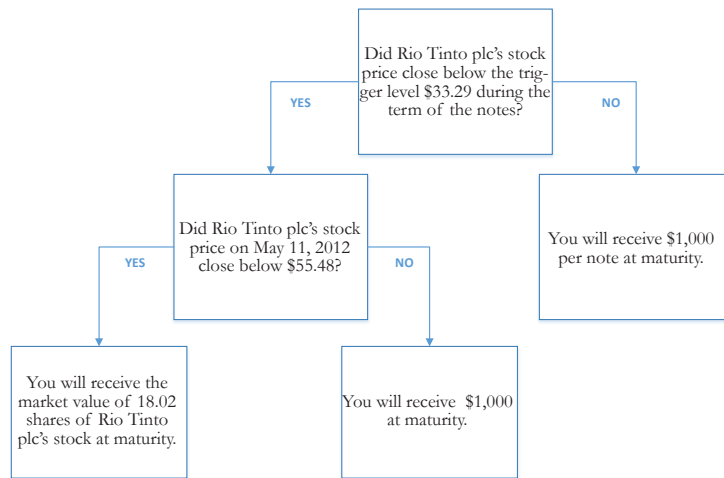 Did Rio Tinto plc's stock
price close below the trig-
ger level $33.29 during the
term of the notes?
YES
NO
Did Rio Tinto plc's stock
price on May 11, 2012
close below $55.48?
You will receive $1,000
per note at maturity.
YES
NO
You will receive the
market value of 18.02
shares of Rio Tinto
plc's stock at maturity.
You will receive $1,000
at maturity.